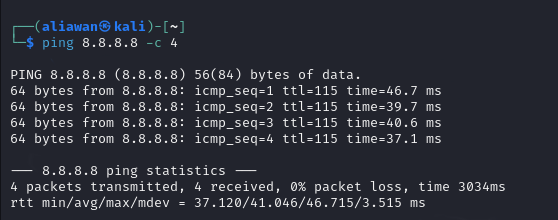 ┌──(aliawan㉿kali)-[~]
└─$ ping 8.8.8.8 -c 4
PING 8.8.8.8 (8.8.8.8) 56(84) bytes of data.
64 bytes from 8.8.8.8: icmp_seq=1 ttl=115 time=46.7 ms
64 bytes from 8.8.8.8: icmp_seq=2 ttl=115 time=39.7 ms
64 bytes from 8.8.8.8: icmp_seq=3 ttl=115 time=40.6 ms
64 bytes from 8.8.8.8: icmp_seq=4 ttl=115 time=37.1 ms
--- 8.8.8.8 ping statistics ---
4 packets transmitted, 4 received, 0% packet loss, time 3034ms
rtt min/avg/max/mdev = 37.120/41.046/46.715/3.515 ms